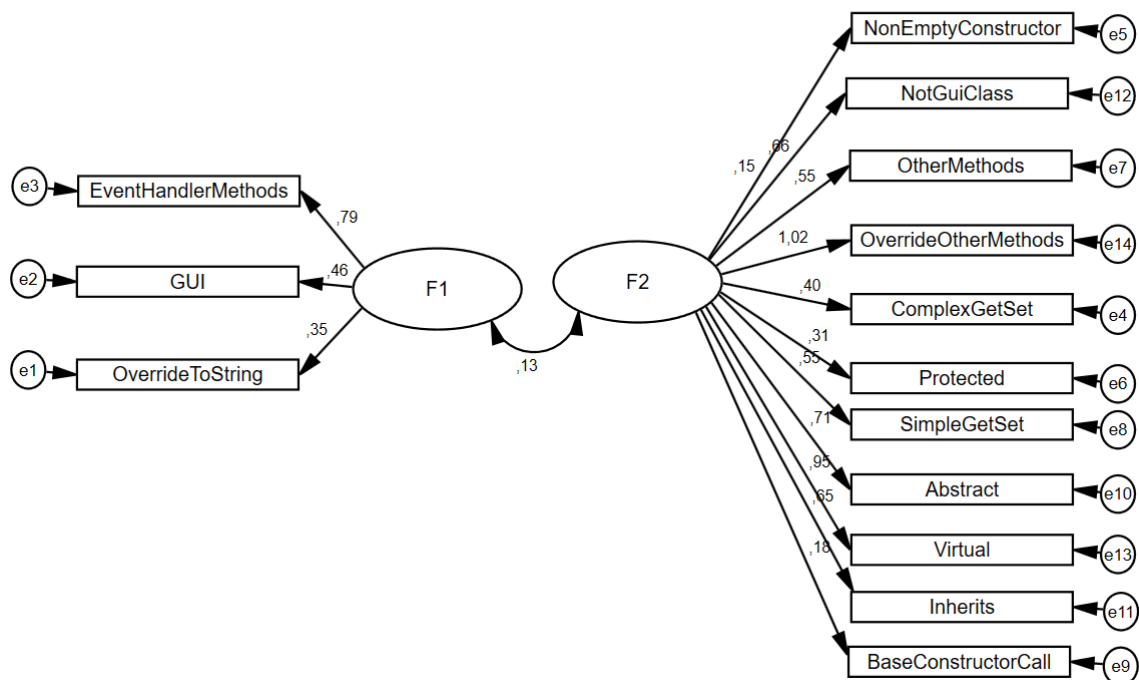 NonEmptyConstructor
e5
NotGuiClass
e12
,66
,15
OtherMethods
e7
,55
e3
EventHandlerMethods
,79
1,02
OverrideOtherMethods
e14
e2
GUI
,46
F1
F2
,40
ComplexGetSet
e4
,35
,31
,55
,13
e1
OverrideToString
Protected
e6
SimpleGetSet
e8
,71
,95
Abstract
e10
,65
,18
Virtual
e13
Inherits
e11
BaseConstructorCall
e9